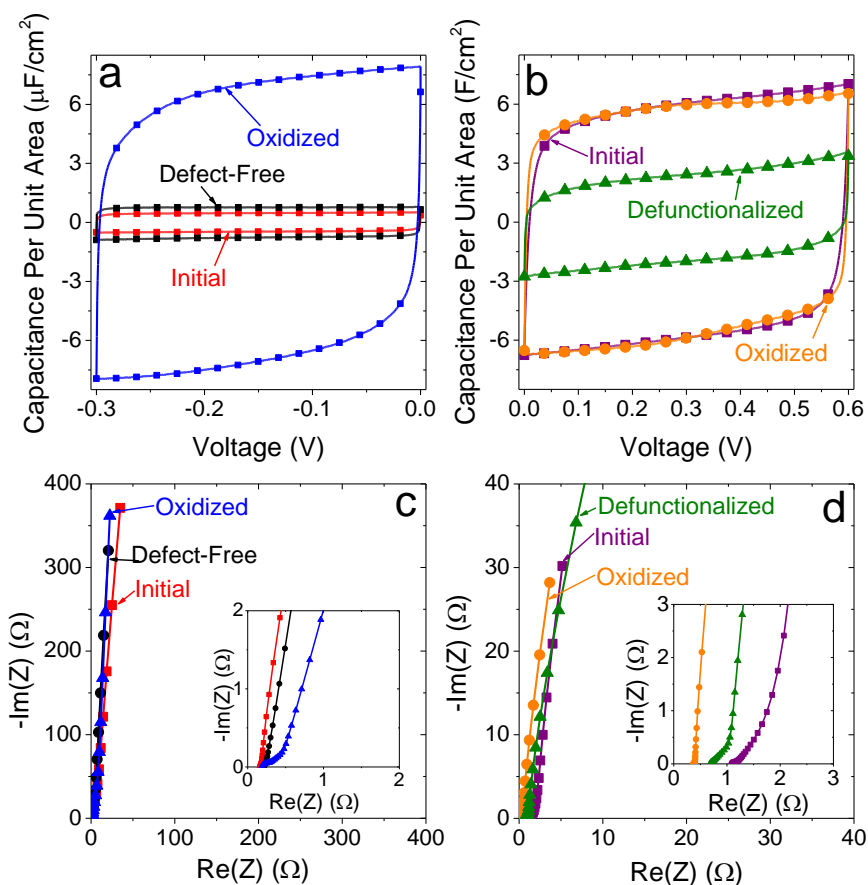 a
Capacitance Per Unit Area (μF/cm²)
6
3
0
-3
-6
Oxidized
Defect-Free
Initial
-0.3
-0.2
-0.1
0.0
Voltage (V)
b
Capacitance Per Unit Area (F/cm²)
6
3
0
-3
-6
Initial
Defunctionalized
Oxidized
0.0
0.1
0.2
0.3
0.4
0.5
0.6
Voltage (V)
c
-Im(Z) (Ω)
400
300
200
100
0
Oxidized
Defect-Free
Initial
-Im(Z) (Ω)
2
1
0
0
1
2
Re(Z) (Ω)
0
100
200
300
400
Re(Z) (Ω)
d
-Im(Z) (Ω)
40
30
20
10
0
Defunctionalized
Initial
Oxidized
-Im(Z) (Ω)
3
2
1
0
0
1
2
3
Re(Z) (Ω)
0
10
20
30
40
Re(Z) (Ω)